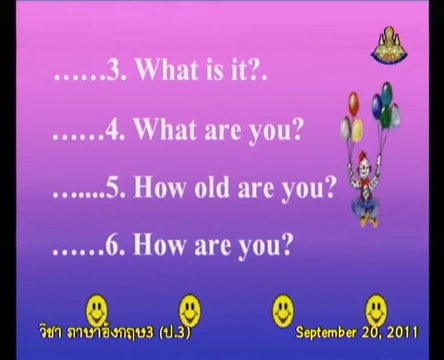 ......3. What is it?.
......4. What are you?
.......5. How old are you?
......6. How are you?
วิชา ภาษาอังกฤษ3 (ป.3)
September 20, 2011